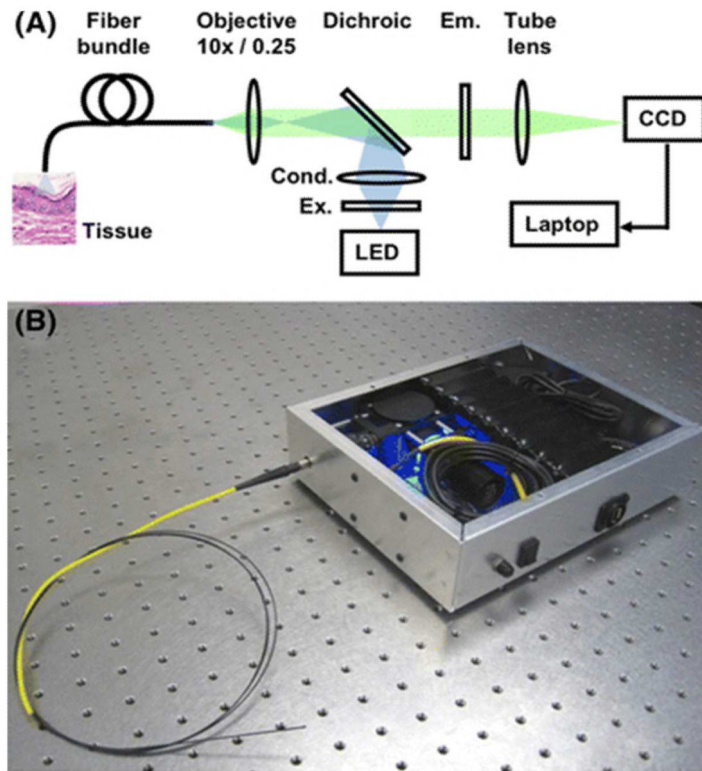 (A)
Fiber
bundle
Objective
10x / 0.25
Dichroic
Em.
Tube
lens
CCD
Cond.
Ex.
Tissue
LED
Laptop
(B)